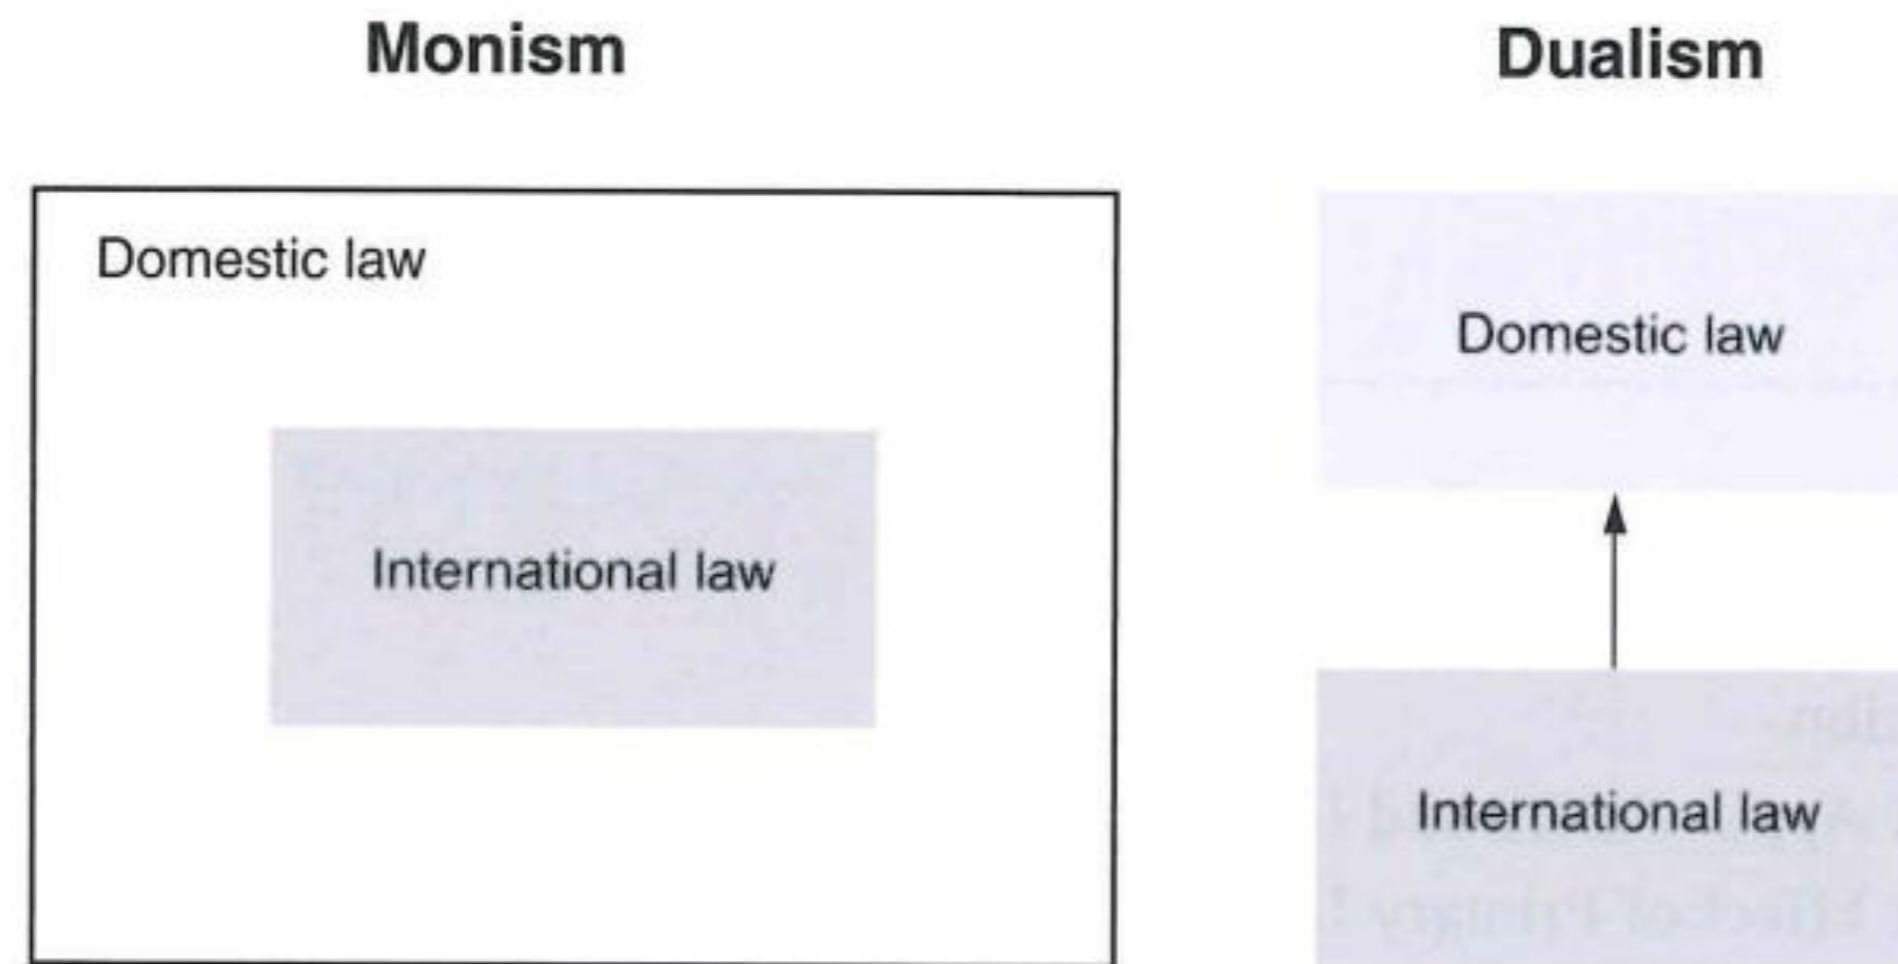 Monism
Domestic law
International law
Dualism
Domestic law
International law